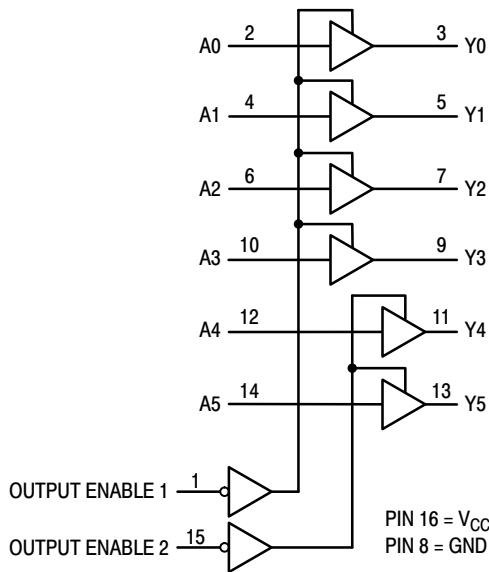 A0 2 3 Y0
A1 4 5 Y1
A2 6 7 Y2
A3 10 9 Y3
A4 12 11 Y4
A5 14 13 Y5
OUTPUT ENABLE 1 1
OUTPUT ENABLE 2 15
PIN 16 = VCC
PIN 8 = GND